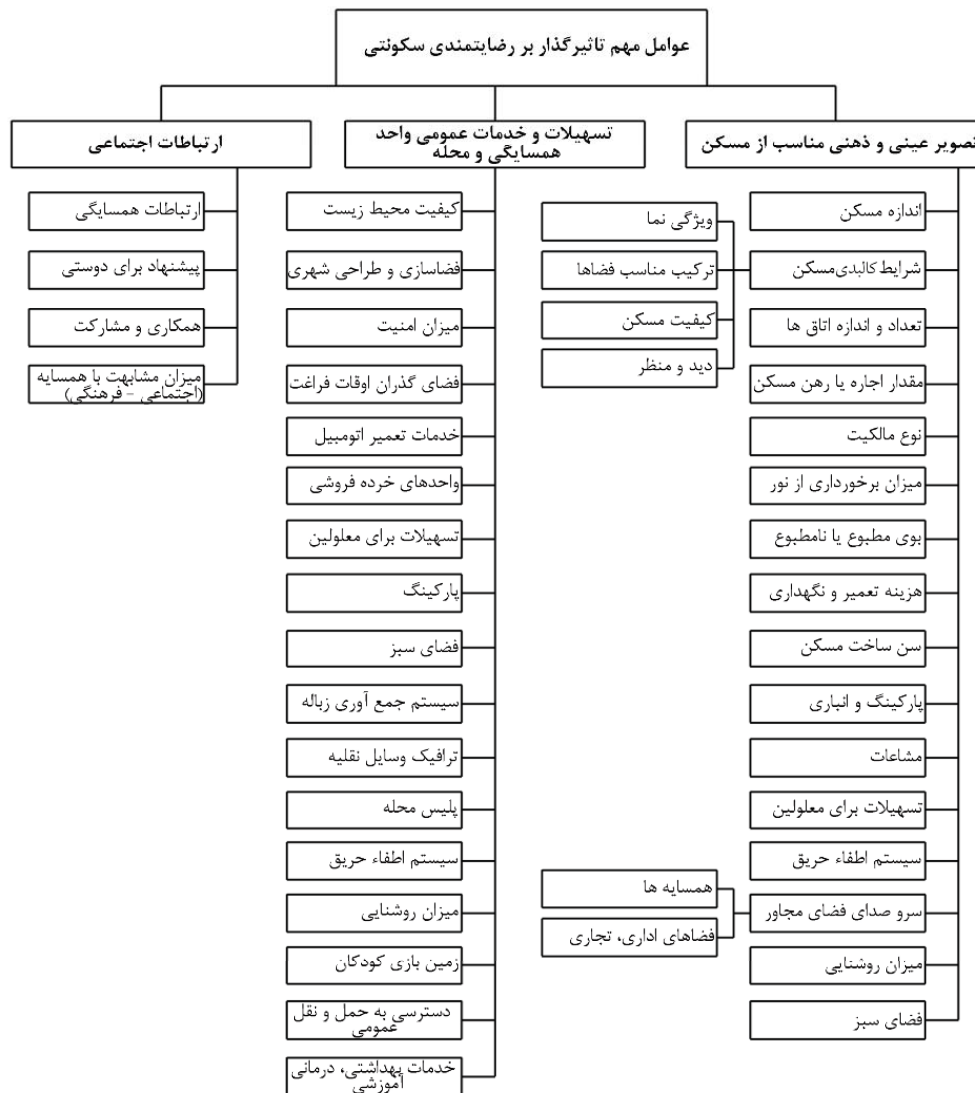 عوامل مهم تاثیرگذار بر رضایتمندی سکونتی
تصویر عینی و ذهنی مناسب از مسکن
اندازه مسکن
شرایط کالبدی مسکن
ویژگی نما
ترکیب مناسب فضاها
کیفیت مسکن
دید و منظر
تعداد و اندازه اتاق ها
مقدار اجاره یا رهن مسکن
نوع مالکیت
میزان برخورداری از نور
بوی مطبوع یا نامطبوع
هزینه تعمیر و نگهداری
سن ساخت مسکن
پارکینگ و انباری
مشاعات
تسهیلات برای معلولین
سیستم اطفاء حریق
سرو صدای فضای مجاور
همسایه ها
فضاهای اداری، تجاری
میزان روشنایی
فضای سبز
تسهیلات و خدمات عمومی واحد
همسایگی و محله
کیفیت محیط زیست
فضاسازی و طراحی شهری
میزان امنیت
فضای گذران اوقات فراغت
خدمات تعمیر اتومبیل
واحدهای خرده فروشی
تسهیلات برای معلولین
پارکینگ
فضای سبز
سیستم جمع آوری زباله
ترافیک وسایل نقلیه
پلیس محله
سیستم اطفاء حریق
میزان روشنایی
زمین بازی کودکان
دسترسی به حمل و نقل
عمومی
خدمات بهداشتی، درمانی
آموزشی
ارتباطات اجتماعی
ارتباطات همسایگی
پیشنهاد برای دوستی
همکاری و مشارکت
میزان مشابهت با همسایه
(اجتماعی - فرهنگی)